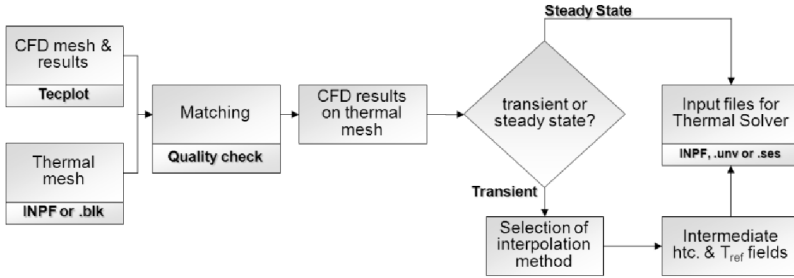 CFD mesh &
results
Tecplot
Thermal
mesh
INPF or .blk
Matching
Quality check
CFD results
on thermal
mesh
transient or
steady state?
Steady State
Transient
Input files for
Thermal Solver
INPF, .unv or .ses
Selection of
interpolation
method
Intermediate
htc. & Tref fields